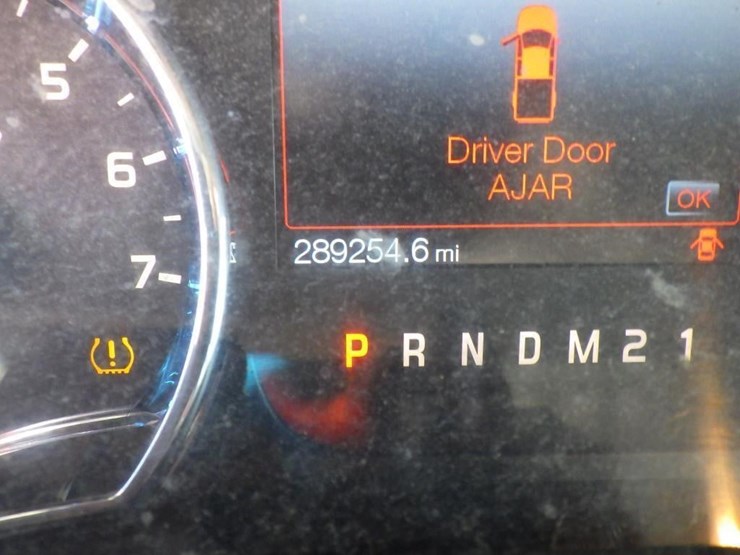 5
6
7
Driver Door
AJAR
OK
289254.6 mi
P R N D M 2 1